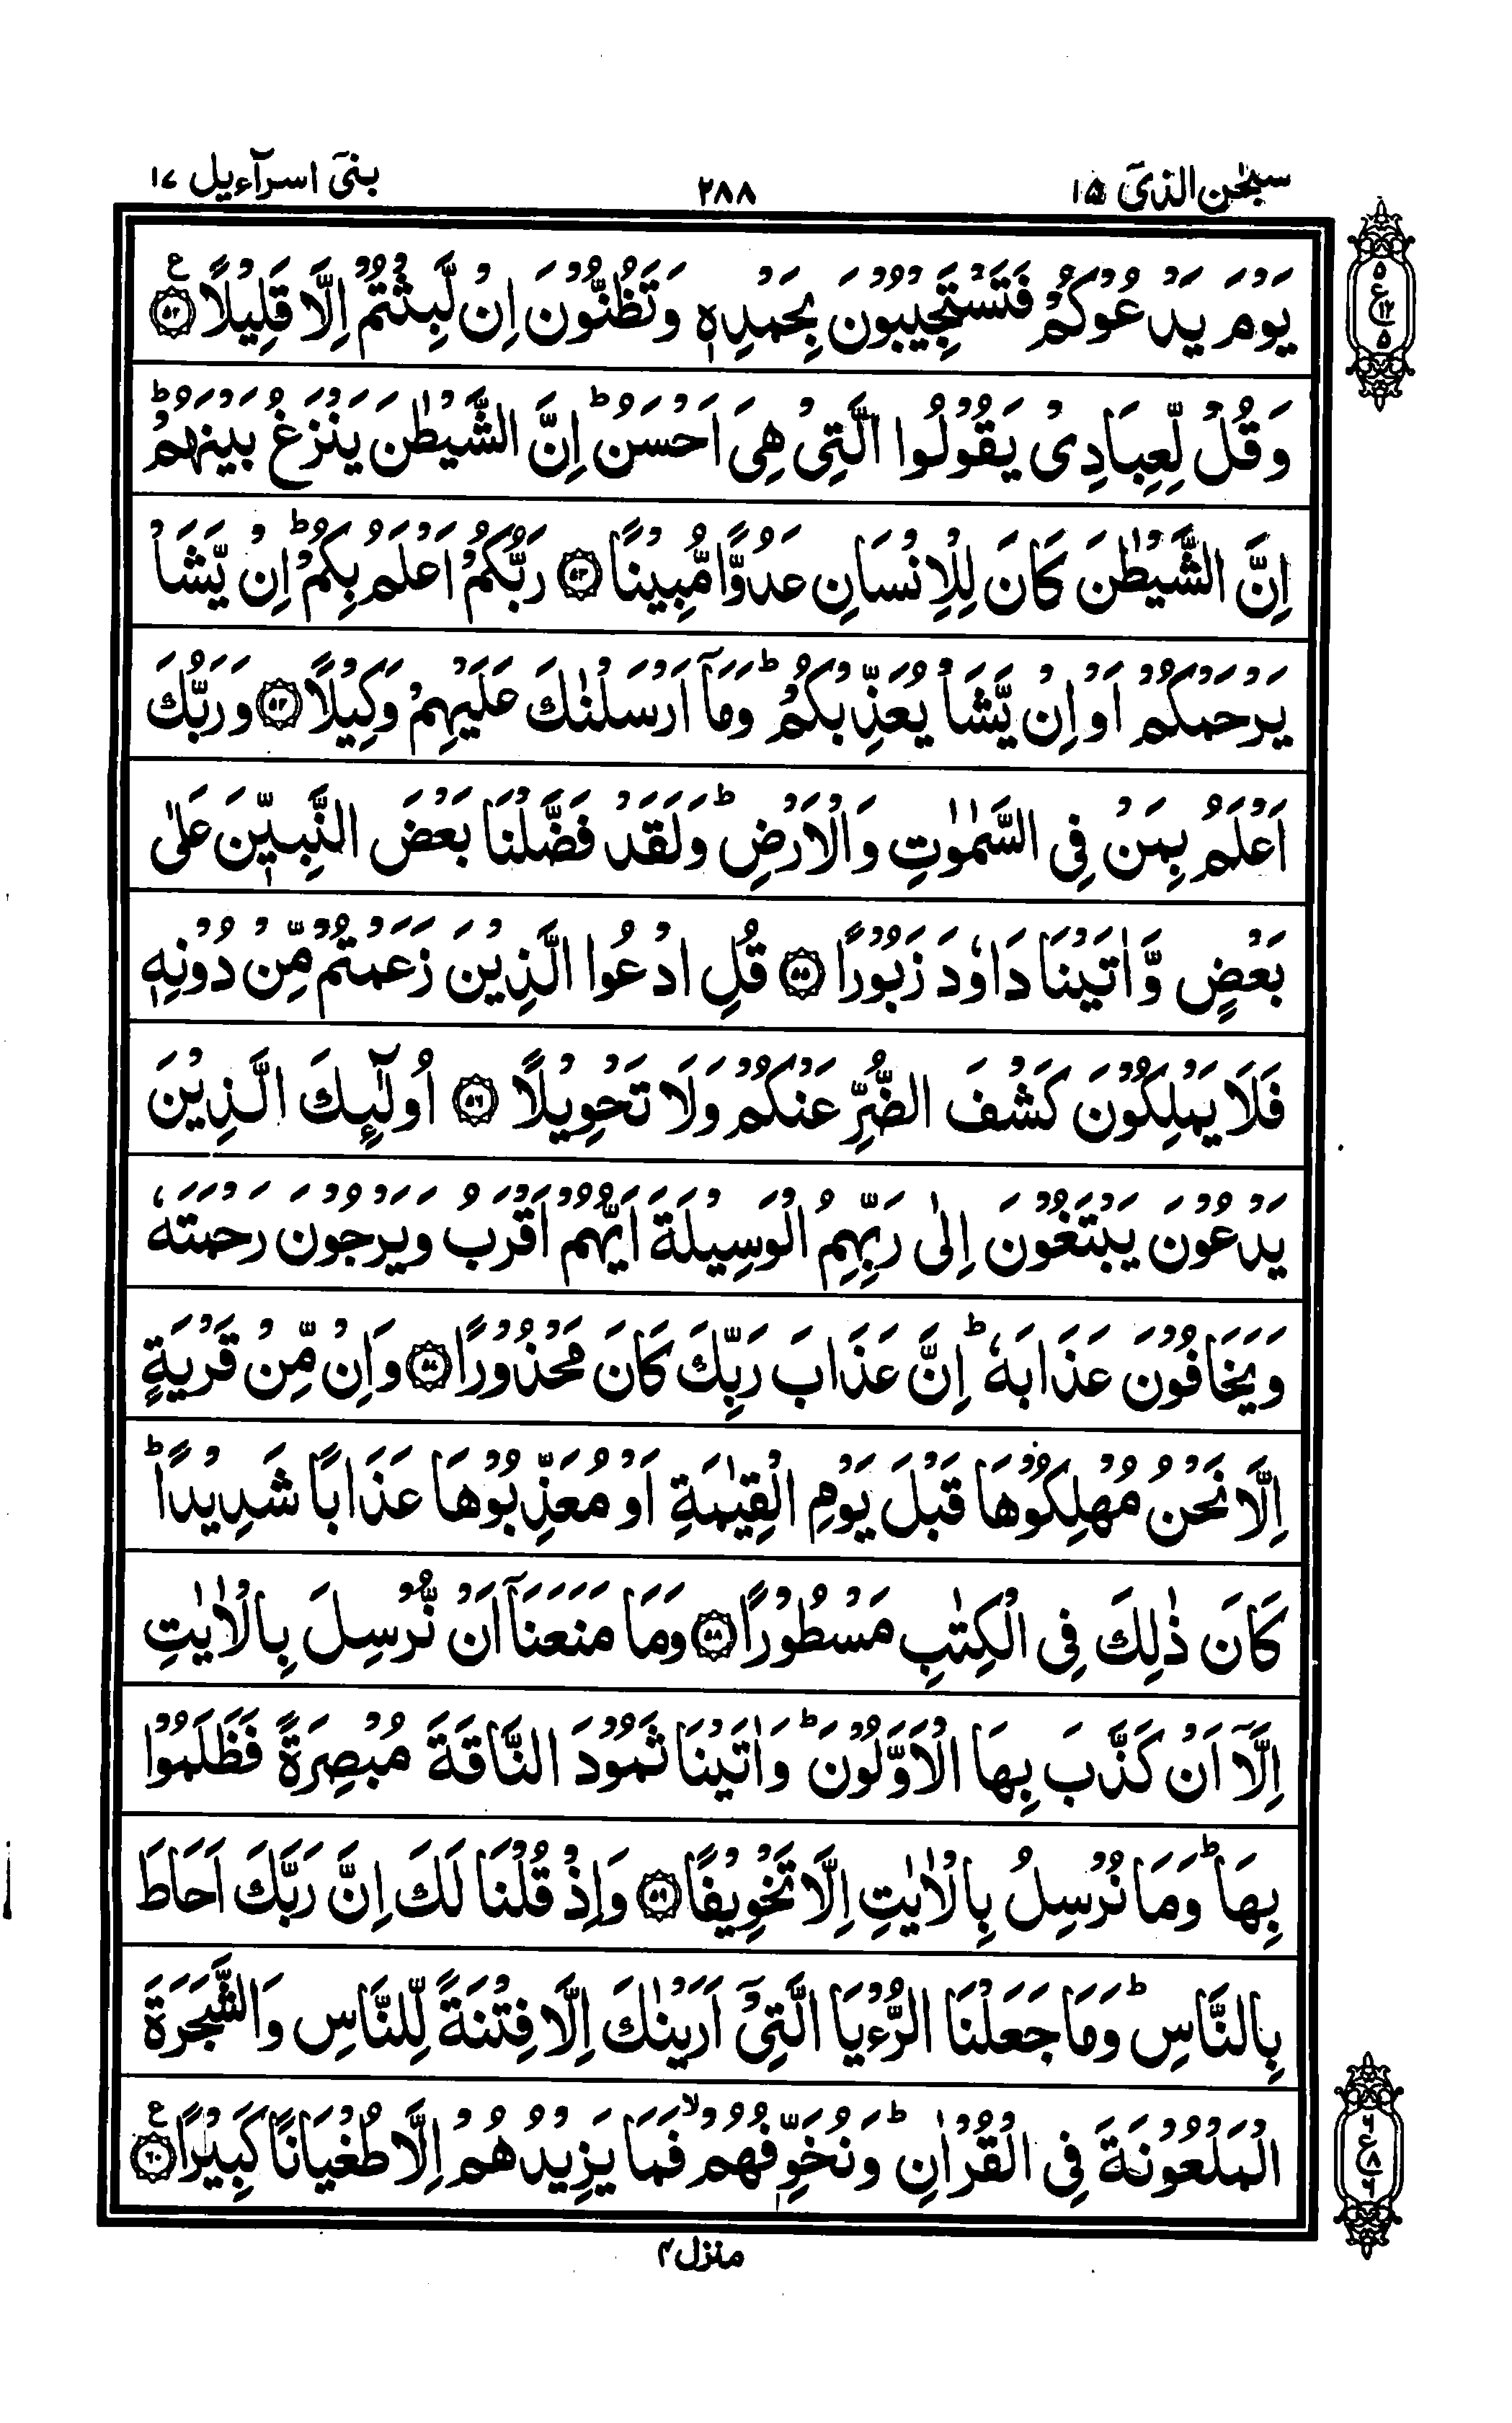 سبحٰن الذیٓ ۱۵ ۲۸۸ بنیٓ اسرآءیل ۱۷
یَوْمَ یَدْعُوْكُمْ فَتَسْتَجِیْبُوْنَ بِحَمْدِهٖ وَتَظُنُّوْنَ اِنْ لَّبِثْتُمْ اِلَّا قَلِیْلًا ۵۲ ع
وَقُلْ لِّعِبَادِیْ یَقُوْلُوا الَّتِیْ هِیَ اَحْسَنُ ؕ اِنَّ الشَّیْطٰنَ یَنْزَغُ بَیْنَهُمْ ؕ
اِنَّ الشَّیْطٰنَ كَانَ لِلْاِنْسَانِ عَدُوًّا مُّبِیْنًا ۵۳ رَبُّكُمْ اَعْلَمُ بِكُمْ ؕ اِنْ یَّشَاْ
یَرْحَمْكُمْ اَوْ اِنْ یَّشَاْ یُعَذِّبْكُمْ ؕ وَمَاۤ اَرْسَلْنٰكَ عَلَیْهِمْ وَكِیْلًا ۵۴ وَرَبُّكَ
اَعْلَمُ بِمَنْ فِی السَّمٰوٰتِ وَالْاَرْضِ ؕ وَلَقَدْ فَضَّلْنَا بَعْضَ النَّبِیّٖنَ عَلٰی
بَعْضٍ وَّاٰتَیْنَا دَاوٗدَ زَبُوْرًا ۵۵ قُلِ ادْعُوا الَّذِیْنَ زَعَمْتُمْ مِّنْ دُوْنِهٖ
فَلَا یَمْلِكُوْنَ كَشْفَ الضُّرِّ عَنْكُمْ وَلَا تَحْوِیْلًا ۵۶ اُولٰٓىِٕكَ الَّذِیْنَ
یَدْعُوْنَ یَبْتَغُوْنَ اِلٰی رَبِّهِمُ الْوَسِیْلَةَ اَیُّهُمْ اَقْرَبُ وَیَرْجُوْنَ رَحْمَتَهٗ
وَیَخَافُوْنَ عَذَابَهٗ ؕ اِنَّ عَذَابَ رَبِّكَ كَانَ مَحْذُوْرًا ۵۷ وَاِنْ مِّنْ قَرْیَةٍ
اِلَّا نَحْنُ مُهْلِكُوْهَا قَبْلَ یَوْمِ الْقِیٰمَةِ اَوْ مُعَذِّبُوْهَا عَذَابًا شَدِیْدًا ؕ
كَانَ ذٰلِكَ فِی الْكِتٰبِ مَسْطُوْرًا ۵۸ وَمَا مَنَعَنَاۤ اَنْ نُّرْسِلَ بِالْاٰیٰتِ
اِلَّاۤ اَنْ كَذَّبَ بِهَا الْاَوَّلُوْنَ ؕ وَاٰتَیْنَا ثَمُوْدَ النَّاقَةَ مُبْصِرَةً فَظَلَمُوْا
بِهَا ؕ وَمَا نُرْسِلُ بِالْاٰیٰتِ اِلَّا تَخْوِیْفًا ۵۹ وَاِذْ قُلْنَا لَكَ اِنَّ رَبَّكَ اَحَاطَ
بِالنَّاسِ ؕ وَمَا جَعَلْنَا الرُّءْیَا الَّتِیْۤ اَرَیْنٰكَ اِلَّا فِتْنَةً لِّلنَّاسِ وَالشَّجَرَةَ
الْمَلْعُوْنَةَ فِی الْقُرْاٰنِ ؕ وَنُخَوِّفُهُمْ ۙ فَمَا یَزِیْدُهُمْ اِلَّا طُغْیَانًا كَبِیْرًا ۶۰ ع
منزل ۴
۵
ع
۱۲
۵
۶
ع
۸
۶